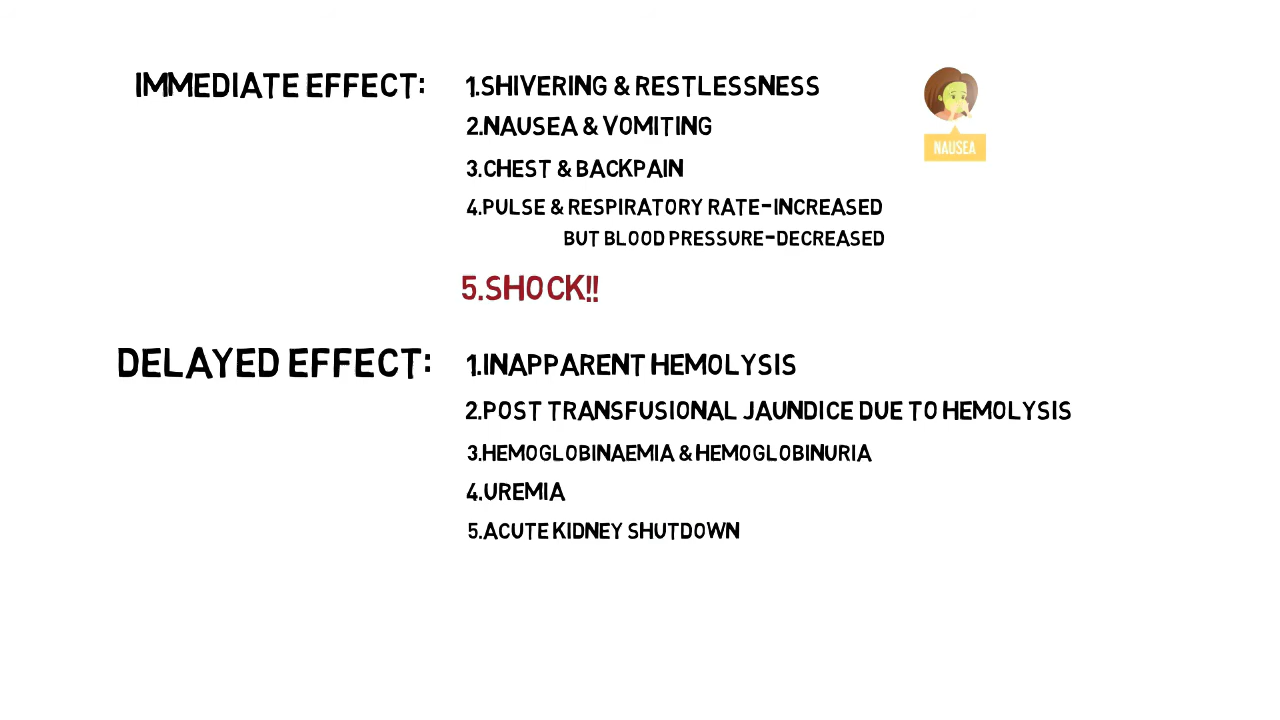 IMMEDIATE EFFECT: 1.SHIVERING & RESTLESSNESS
2.NAUSEA & VOMITING
NAUSEA
3.CHEST & BACKPAIN
4.PULSE & RESPIRATORY RATE-INCREASED
BUT BLOOD PRESSURE-DECREASED
5.SHOCK!!
DELAYED EFFECT: 1.INAPPARENT HEMOLYSIS
2.POST TRANSFUSIONAL JAUNDICE DUE TO HEMOLYSIS
3.HEMOGLOBINAEMIA & HEMOGLOBINURIA
4.UREMIA
5.ACUTE KIDNEY SHUTDOWN